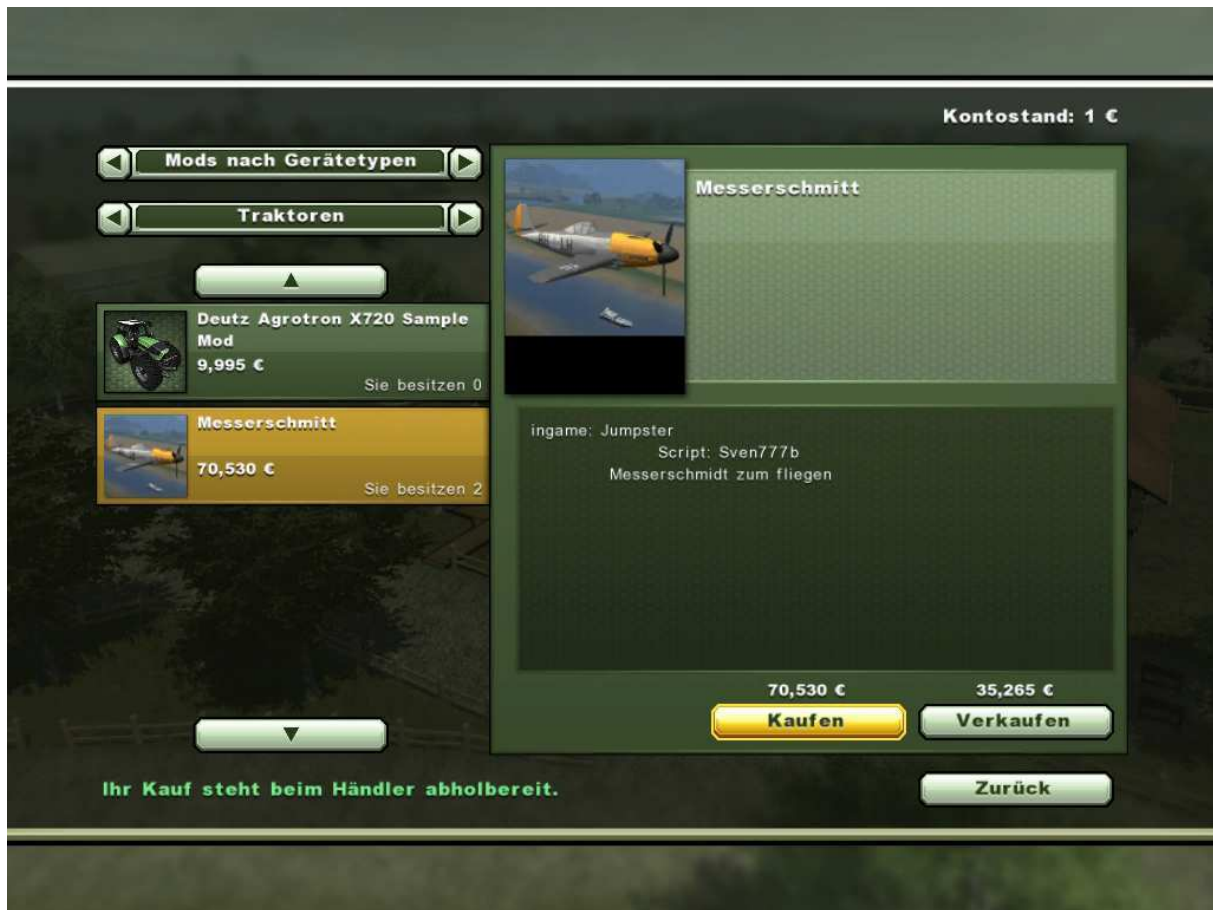 Kontostand: 1 €
Mods nach Gerätetypen
Traktoren
Deutz Agrotron X720 Sample
Mod
9,995 €
Sie besitzen 0
Messerschmitt
70,530 €
Sie besitzen 2
Messerschmitt
ingame: Jumpster
Script: Sven777b
Messerschmidt zum fliegen
70,530 €
35,265 €
Kaufen
Verkaufen
Ihr Kauf steht beim Händler abholbereit.
Zurück